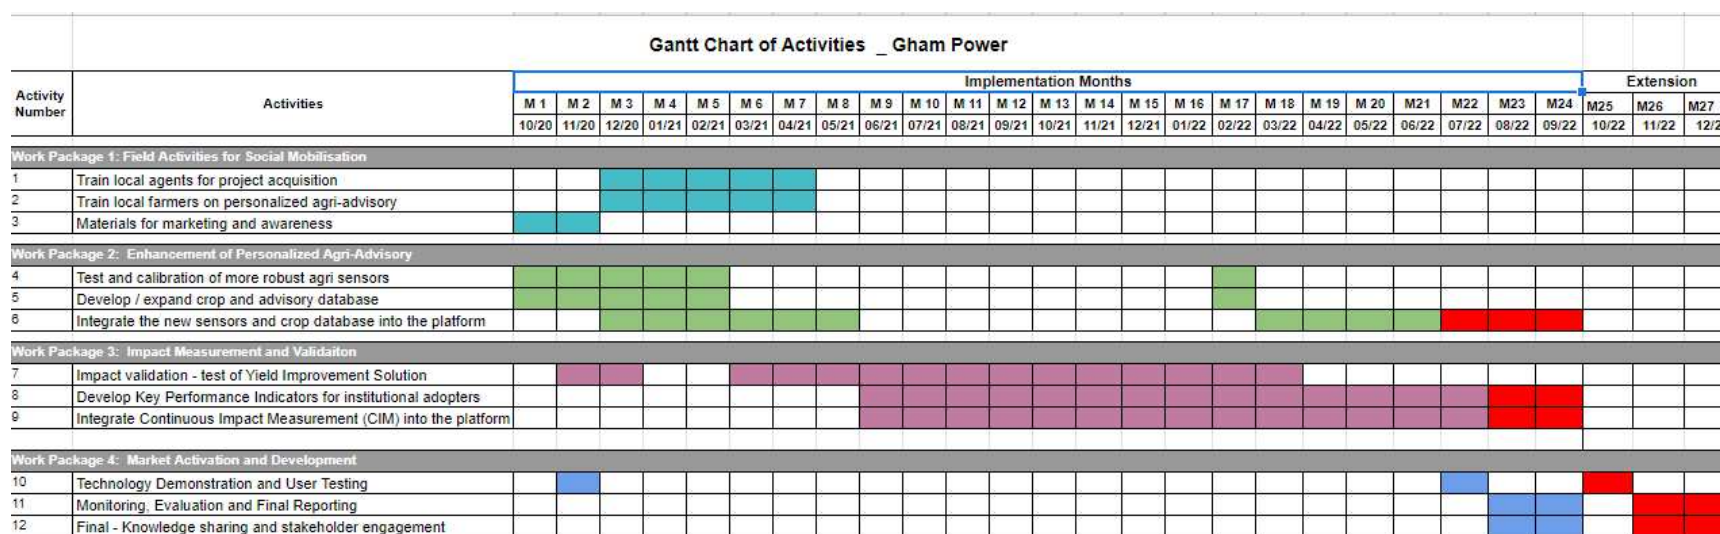 Gantt Chart of Activities _ Gham Power
Activity Number Activities Implementation Months Extension
M 1 M 2 M 3 M 4 M 5 M 6 M 7 M 8 M 9 M 10 M 11 M 12 M 13 M 14 M 15 M 16 M 17 M 18 M 19 M 20 M21 M22 M23 M24 M25 M26 M27
10/20 11/20 12/20 01/21 02/21 03/21 04/21 05/21 06/21 07/21 08/21 09/21 10/21 11/21 12/21 01/22 02/22 03/22 04/22 05/22 06/22 07/22 08/22 09/22 10/22 11/22 12/2
Work Package 1: Field Activities for Social Mobilisation
1 Train local agents for project acquisition
2 Train local farmers on personalized agri-advisory
3 Materials for marketing and awareness
Work Package 2: Enhancement of Personalized Agri-Advisory
4 Test and calibration of more robust agri sensors
5 Develop / expand crop and advisory database
6 Integrate the new sensors and crop database into the platform
Work Package 3: Impact Measurement and Validaiton
7 Impact validation - test of Yield Improvement Solution
8 Develop Key Performance Indicators for institutional adopters
9 Integrate Continuous Impact Measurement (CIM) into the platform
Work Package 4: Market Activation and Development
10 Technology Demonstration and User Testing
11 Monitoring, Evaluation and Final Reporting
12 Final - Knowledge sharing and stakeholder engagement